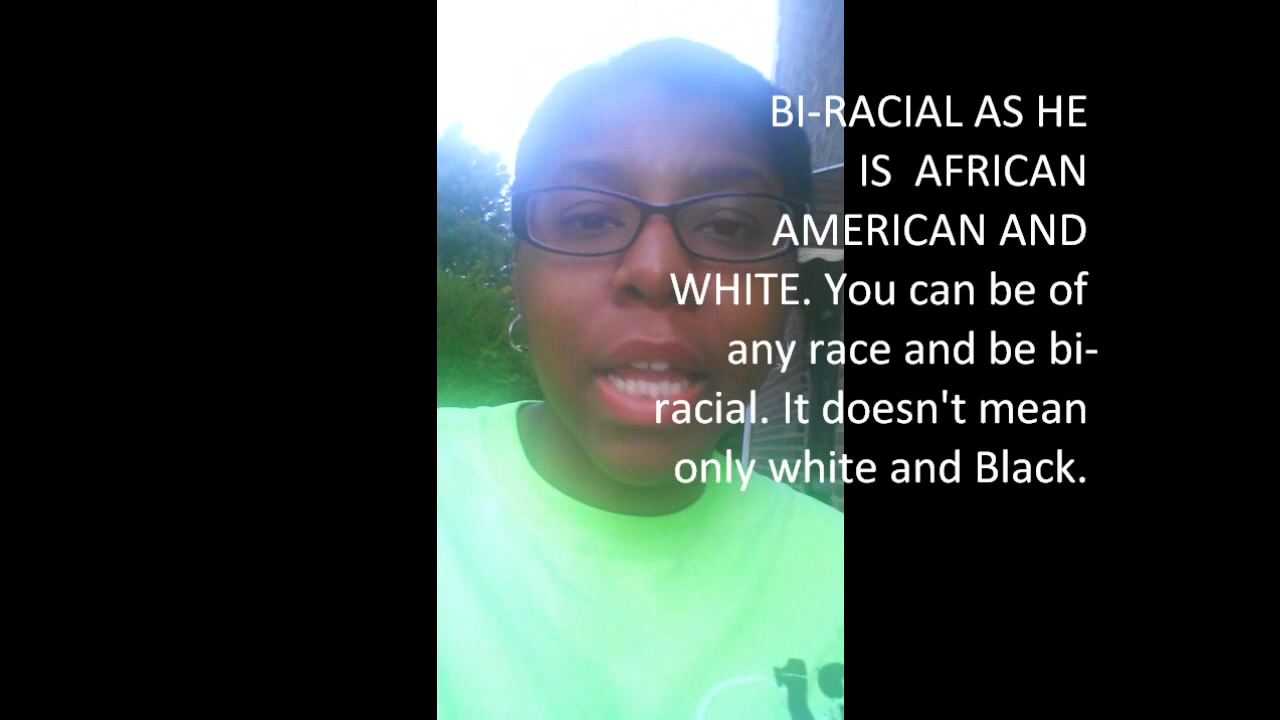 BI-RACIAL AS HE
IS  AFRICAN
AMERICAN AND
WHITE. You can be of
any race and be bi-
racial. It doesn't mean
only white and Black.